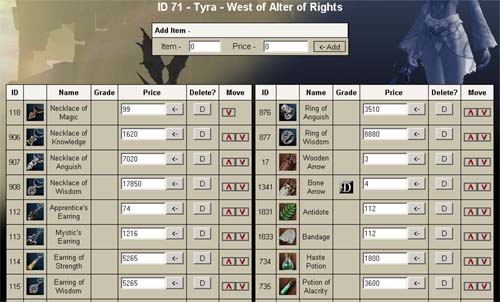 ID 71 - Tyra - West of Alter of Rights
Add Item -
Item - 0 Price - 0 <- Add
ID Name Grade Price Delete? Move
118 Necklace of Magic 99 <- D V
906 Necklace of Knowledge 1620 <- D Λ V
907 Necklace of Anguish 7020 <- D Λ V
908 Necklace of Wisdom 17850 <- D Λ V
112 Apprentice's Earring 74 <- D Λ V
113 Mystic's Earring 1216 <- D Λ V
114 Earring of Strength 5265 <- D Λ V
115 Earring of Wisdom 5265 <- D Λ V
ID Name Grade Price Delete? Move
876 Ring of Anguish 3510 <- D Λ V
877 Ring of Wisdom 8880 <- D Λ V
17 Wooden Arrow 3 <- D Λ V
1341 Bone Arrow D 4 <- D Λ V
1831 Antidote 112 <- D Λ V
1833 Bandage 112 <- D Λ V
734 Haste Potion 1800 <- D Λ V
735 Potion of Alacrity 3600 <- D Λ V